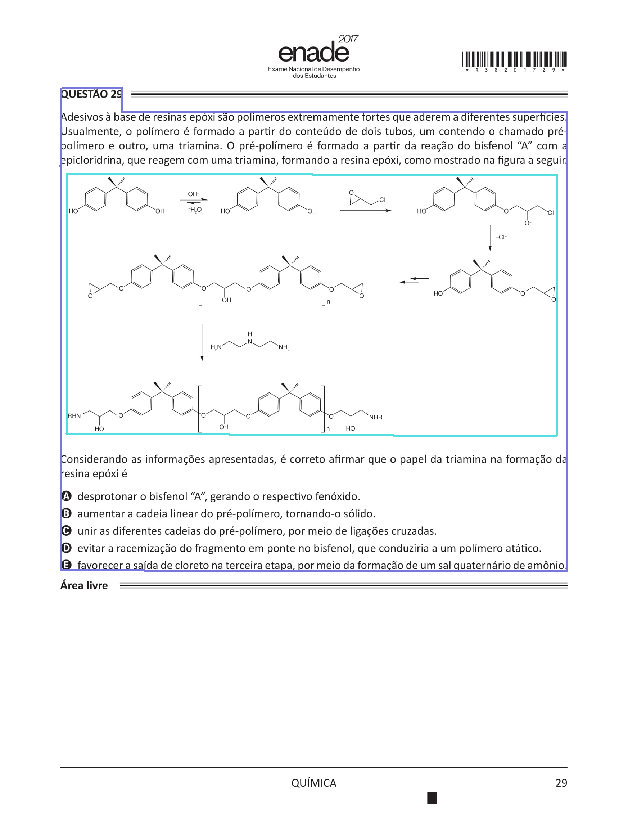 enade 2017
Exame Nacional de Desempenho
dos Estudantes
*R3020172 9*
QUESTÃO 29
Adesivos à base de resinas epóxi são polímeros extremamente fortes que aderem a diferentes superfícies.
Usualmente, o polímero é formado a partir do conteúdo de dois tubos, um contendo o chamado pré-
polímero e outro, uma triamina. O pré-polímero é formado a partir da reação do bisfenol “A” com a
epicloridrina, que reagem com uma triamina, formando a resina epóxi, como mostrado na figura a seguir.
HO OH OH- -H₂O HO O O Cl HO O OH Cl
-Cl-
O O O OH O n O O HO O O
H₂N H N NH₂
RHN HO O O OH O n O HO NHR
Considerando as informações apresentadas, é correto afirmar que o papel da triamina na formação da
resina epóxi é
A desprotonar o bisfenol “A”, gerando o respectivo fenóxido.
B aumentar a cadeia linear do pré-polímero, tornando-o sólido.
C unir as diferentes cadeias do pré-polímero, por meio de ligações cruzadas.
D evitar a racemização do fragmento em ponte no bisfenol, que conduziria a um polímero atático.
E favorecer a saída de cloreto na terceira etapa, por meio da formação de um sal quaternário de amônio.
Área livre
QUÍMICA 29